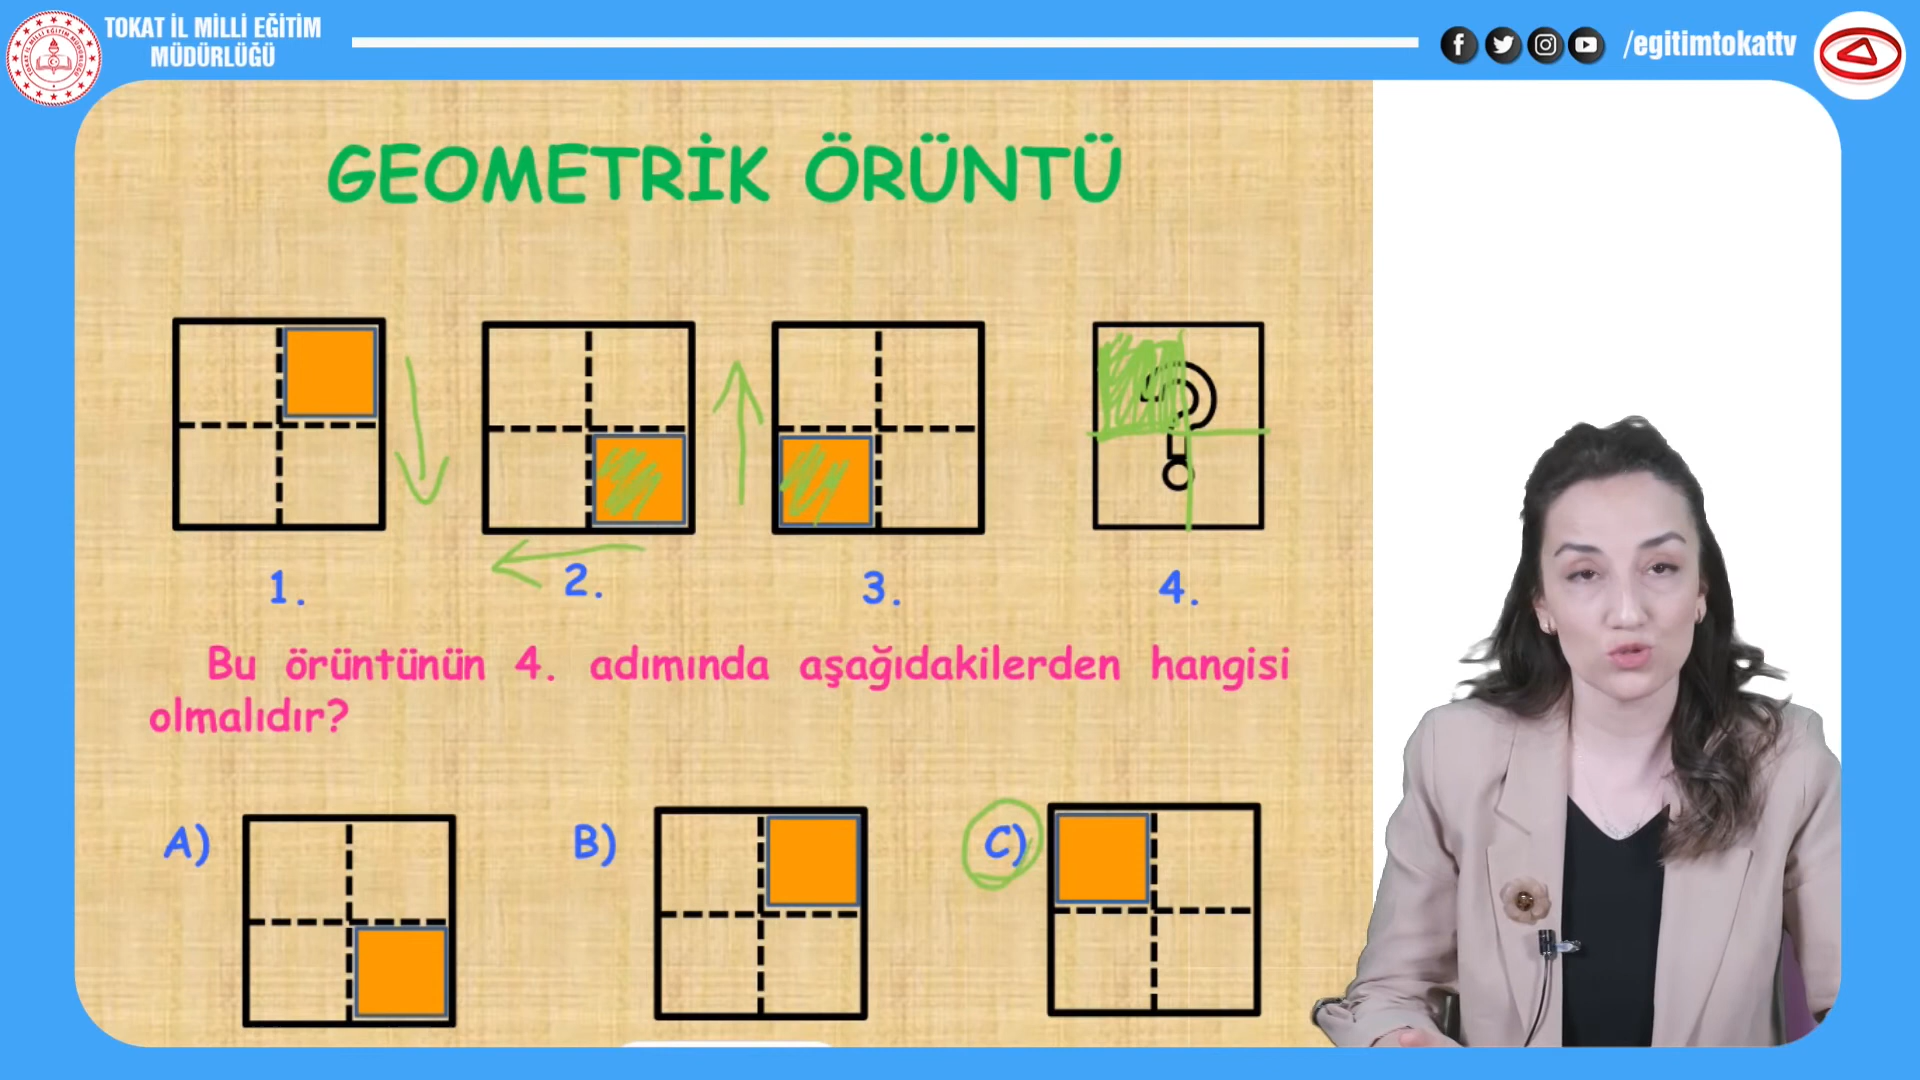 TOKAT İL MİLLİ EĞİTİM
MÜDÜRLÜĞÜ
/egitimtokattv
GEOMETRİK ÖRÜNTÜ
?
1.
2.
3.
4.
Bu örüntünün 4. adımında aşağıdakilerden hangisi
olmalıdır?
A)
B)
C)